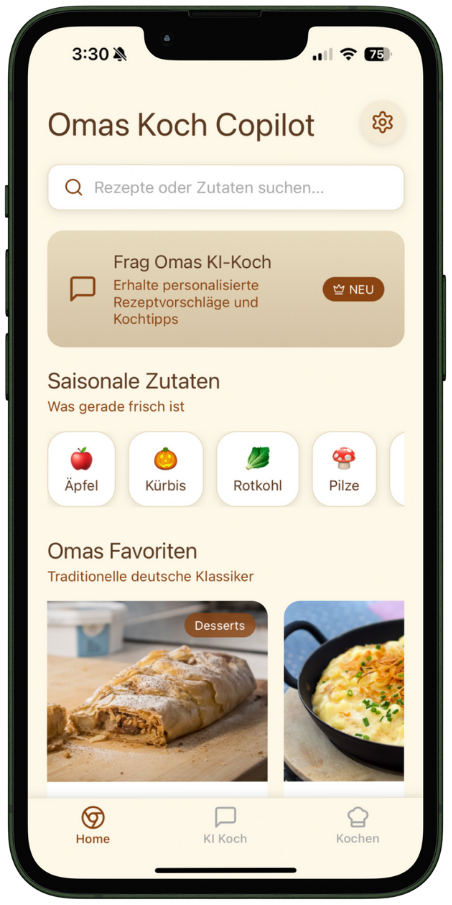 3:30
75
Omas Koch Copilot
Rezepte oder Zutaten suchen...
Frag Omas KI-Koch
Erhalte personalisierte
Rezeptvorschläge und
Kochtipps
NEU
Saisonale Zutaten
Was gerade frisch ist
Äpfel
Kürbis
Rotkohl
Pilze
Omas Favoriten
Traditionelle deutsche Klassiker
Desserts
Home
KI Koch
Kochen